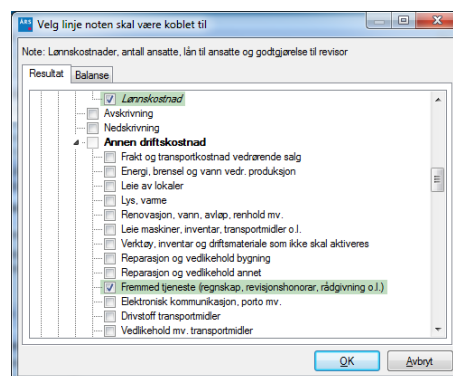 ÅRS Velg linje noten skal være koblet til
Note: Lønnskostnader, antall ansatte, lån til ansatte og godtgjørelse til revisor
Resultat Balanse
Lønnskostnad
Avskrivning
Nedskrivning
Annen driftskostnad
Frakt og transportkostnad vedrørende salg
Energi, brensel og vann vedr. produksjon
Leie av lokaler
Lys, varme
Renovasjon, vann, avløp, renhold mv.
Leie maskiner, inventar, transportmidler o.l.
Verktøy, inventar og driftsmateriale som ikke skal aktiveres
Reparasjon og vedlikehold bygning
Reparasjon og vedlikehold annet
Fremmed tjeneste (regnskap, revisjonshonorar, rådgivning o.l.)
Elektronisk kommunikasjon, porto mv.
Drivstoff transportmidler
Vedlikehold mv. transportmidler
OK Avbryt